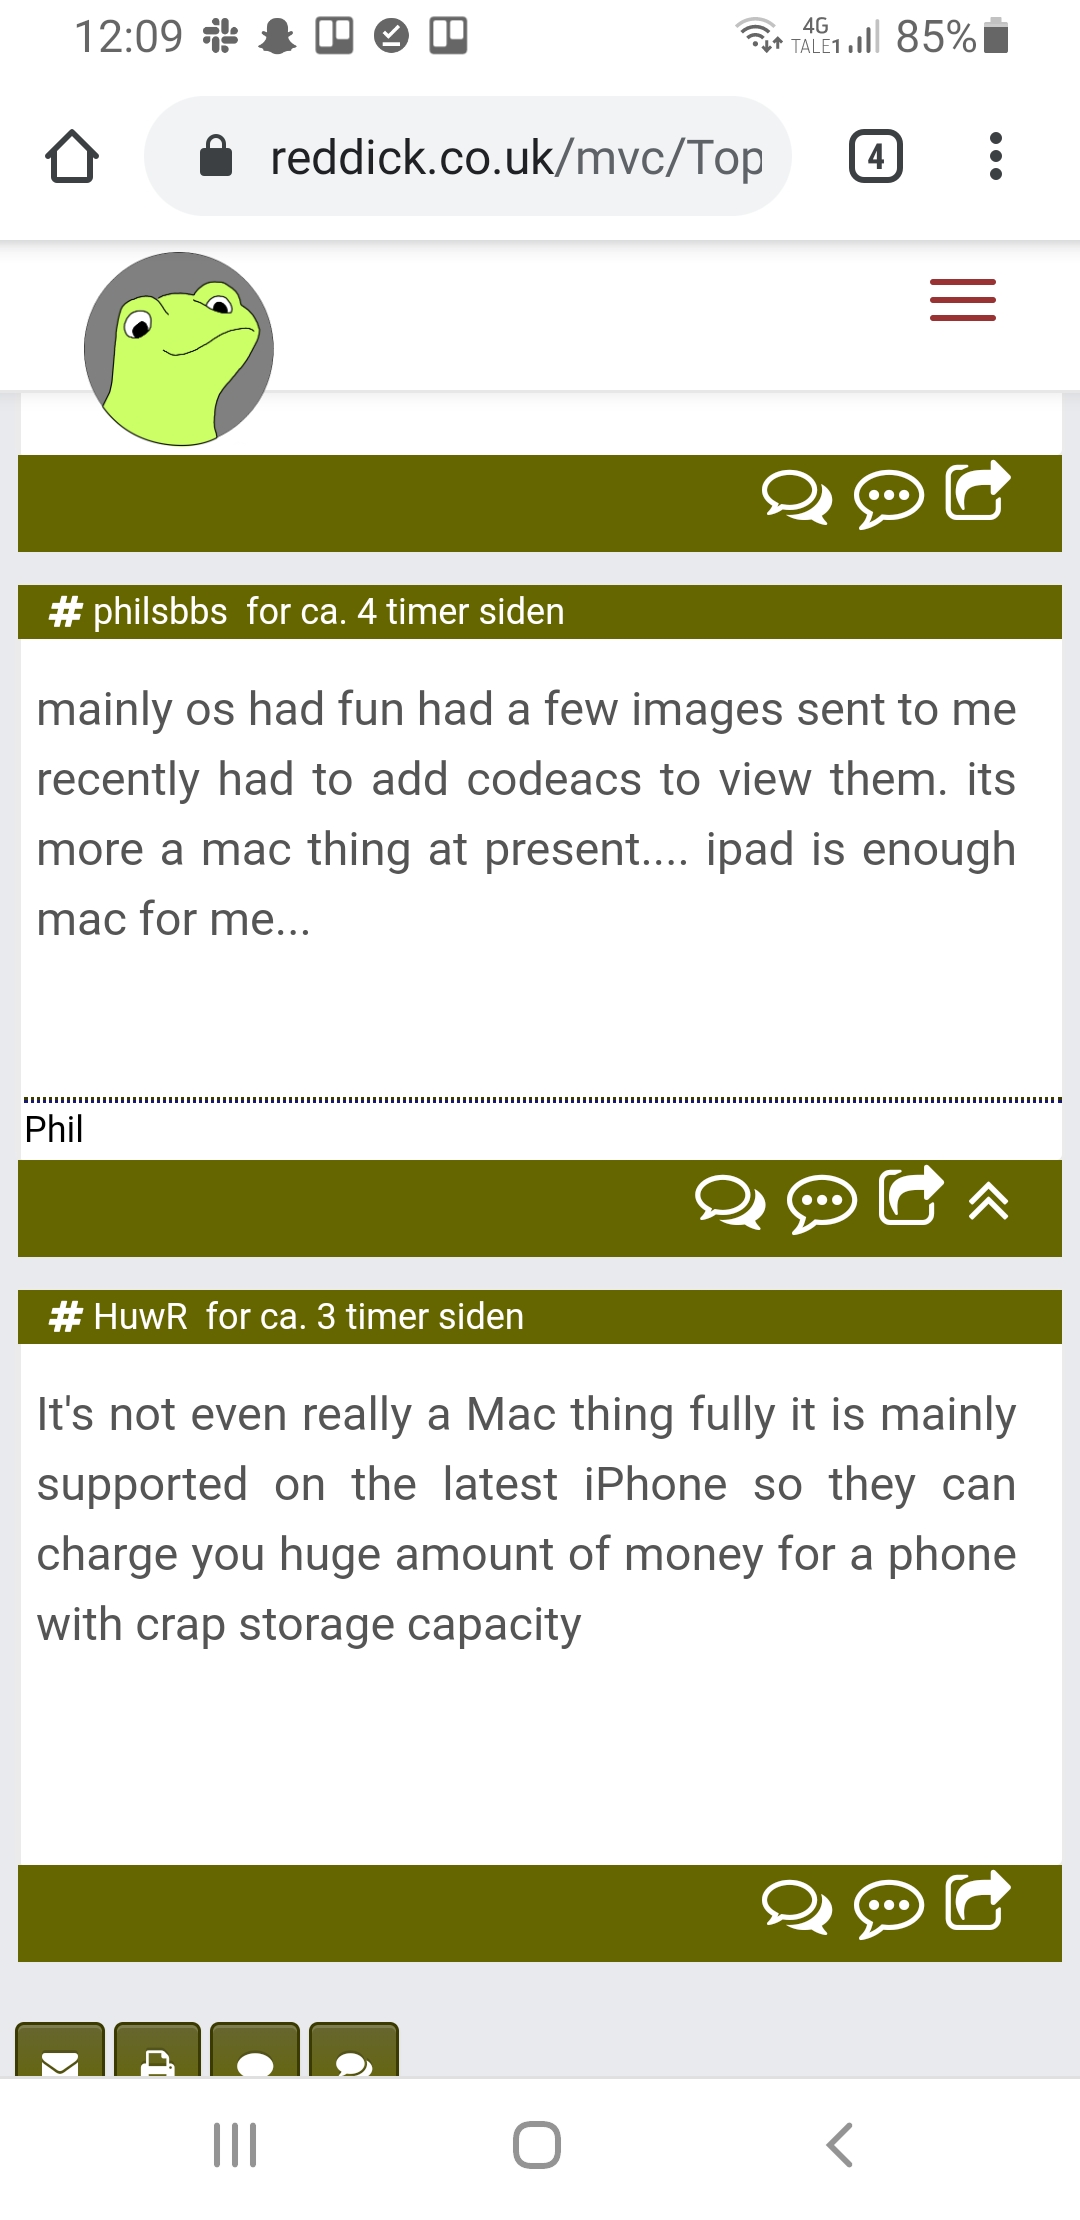 12:09
4G
TALE1
85%
reddick.co.uk/mvc/Top
4
# philsbbs for ca. 4 timer siden
mainly os had fun had a few images sent to me
recently had to add codeacs to view them. its
more a mac thing at present.... ipad is enough
mac for me...
Phil
# HuwR for ca. 3 timer siden
It's not even really a Mac thing fully it is mainly
supported on the latest iPhone so they can
charge you huge amount of money for a phone
with crap storage capacity